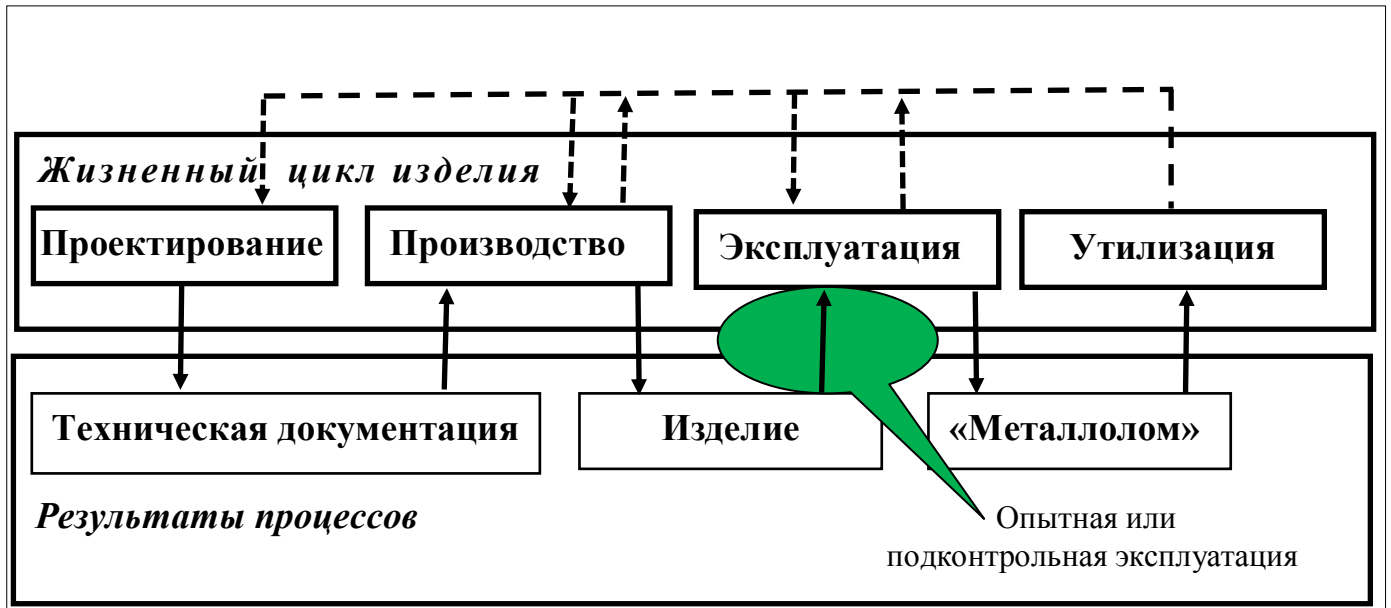 Жизненный цикл изделия
Проектирование
Производство
Эксплуатация
Утилизация
Техническая документация
Изделие
«Металлолом»
Результаты процессов
Опытная или
подконтрольная эксплуатация